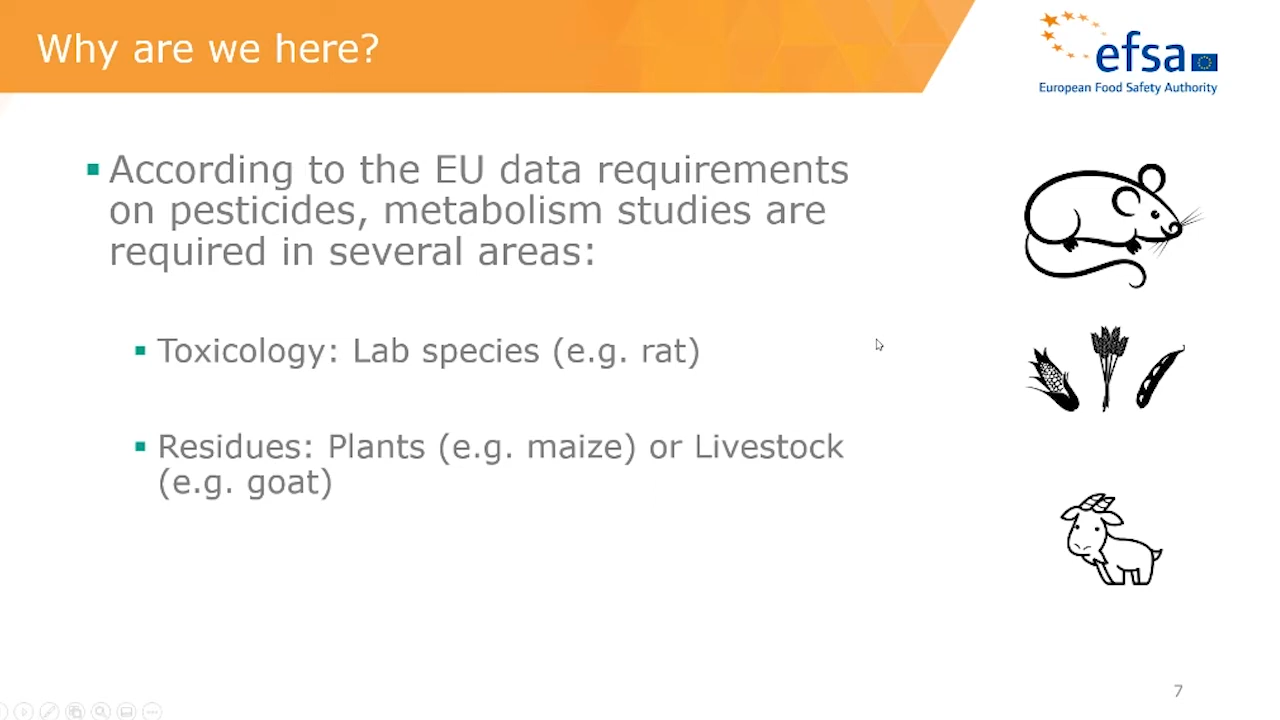 Why are we here?
efsa
European Food Safety Authority
▪ According to the EU data requirements
on pesticides, metabolism studies are
required in several areas:
▪ Toxicology: Lab species (e.g. rat)
▪ Residues: Plants (e.g. maize) or Livestock
(e.g. goat)
7